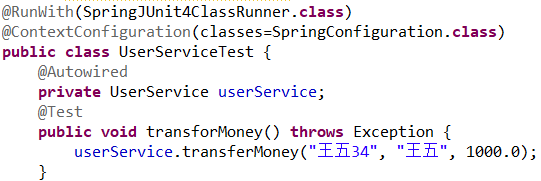 @RunWith(SpringJUnit4ClassRunner.class)
@ContextConfiguration(classes=SpringConfiguration.class)
public class UserServiceTest {
@Autowired
private UserService userService;
@Test
public void transforMoney() throws Exception {
userService.transferMoney("王五34", "王五", 1000.0);
}